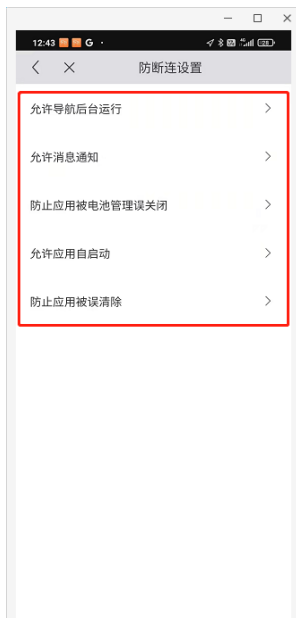 12:43 G
防断连设置
允许导航后台运行
允许消息通知
防止应用被电池管理误关闭
允许应用自启动
防止应用被误清除